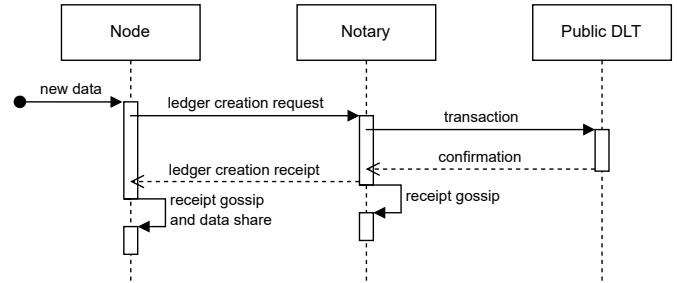 Node
Notary
Public DLT
new data
ledger creation request
transaction
confirmation
ledger creation receipt
receipt gossip
and data share
receipt gossip